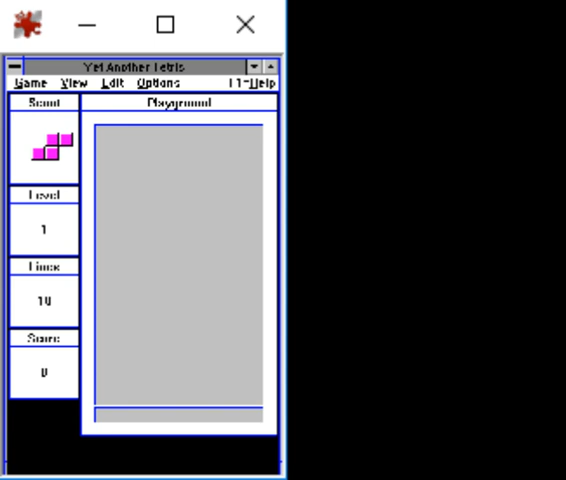 Yet Another Tetris
Game View Edit Options F1=Help
Scout Playground
Level
1
Lines
10
Score
0